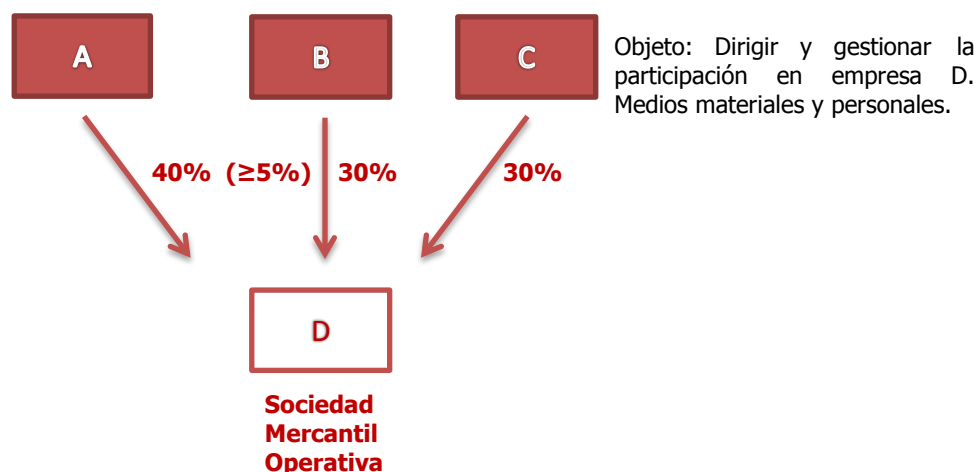 A
B
C
Objeto: Dirigir y gestionar la
participación en empresa D.
Medios materiales y personales.
40% (≥5%) 30%
30%
D
Sociedad
Mercantil
Operativa